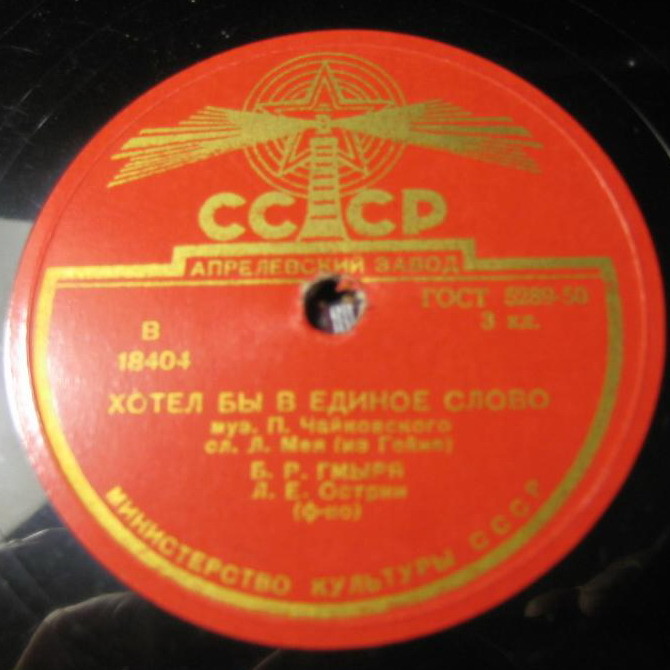 СССР
АПРЕЛЕВСКИЙ ЗАВОД
ГОСТ 5289-50
3 кл.
В
18404
ХОТЕЛ БЫ В ЕДИНОЕ СЛОВО
муз. П. Чайковского
сл. Л. Мея (из Гейне)
Б. Р. ГМЫРЯ
Л. Е. Острин
(ф-но)
МИНИСТЕРСТВО КУЛЬТУРЫ СССР